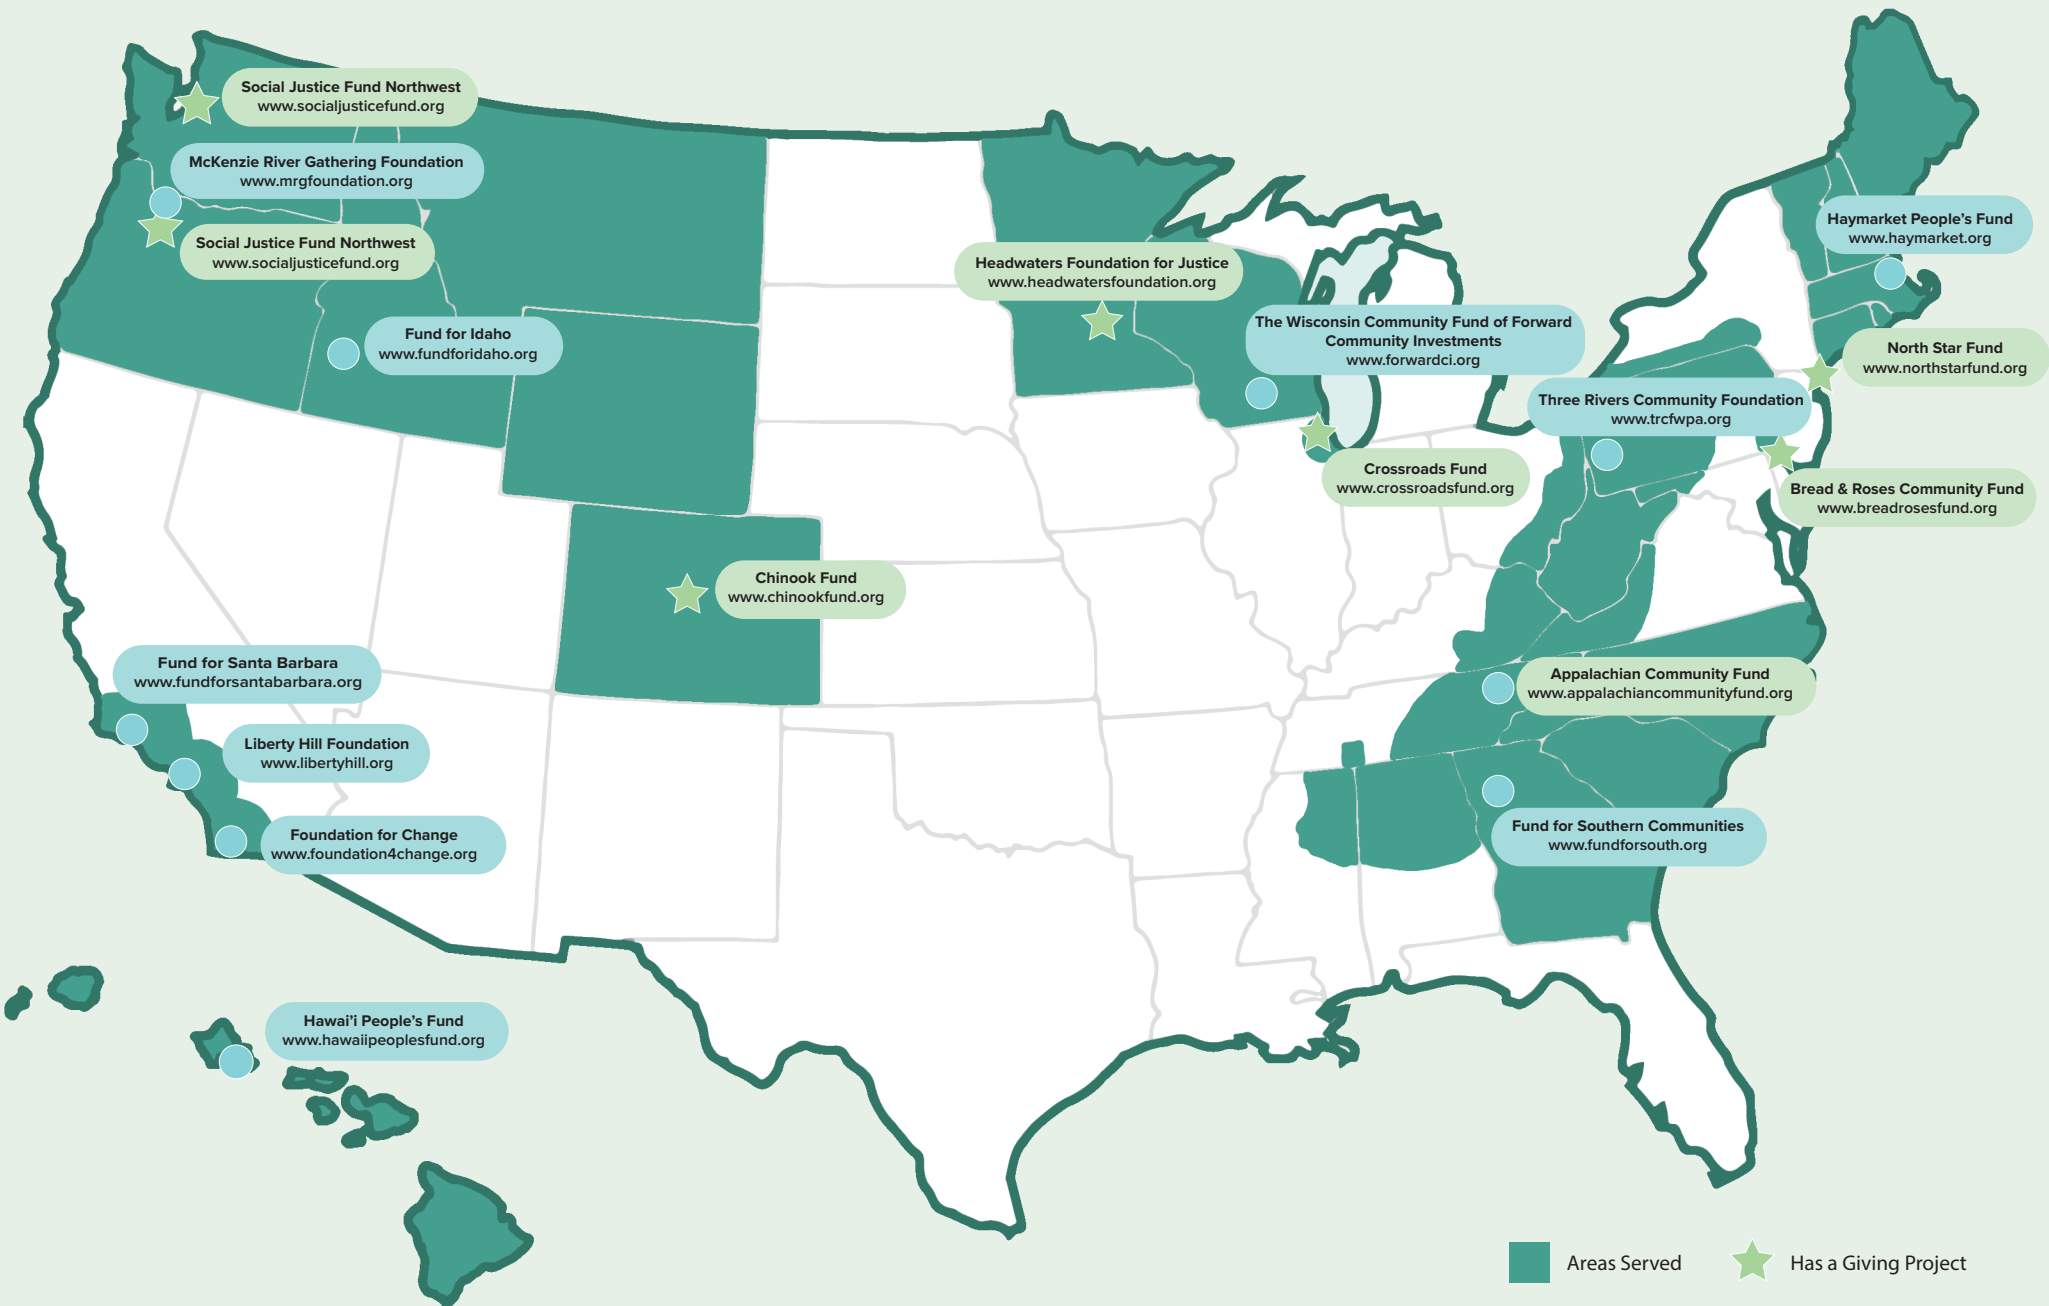 Social Justice Fund Northwest
www.socialjusticefund.org
McKenzie River Gathering Foundation
www.mrgfoundation.org
Social Justice Fund Northwest
www.socialjusticefund.org
Fund for Idaho
www.fundforidaho.org
Headwaters Foundation for Justice
www.headwatersfoundation.org
The Wisconsin Community Fund of Forward
Community Investments
www.forwardci.org
Haymarket People’s Fund
www.haymarket.org
North Star Fund
www.northstarfund.org
Three Rivers Community Foundation
www.trcfwpa.org
Crossroads Fund
www.crossroadsfund.org
Bread & Roses Community Fund
www.breadrosesfund.org
Chinook Fund
www.chinookfund.org
Fund for Santa Barbara
www.fundforsantabarbara.org
Appalachian Community Fund
www.appalachiancommunityfund.org
Liberty Hill Foundation
www.libertyhill.org
Foundation for Change
www.foundation4change.org
Fund for Southern Communities
www.fundforsouth.org
Hawai’i People’s Fund
www.hawaiipeoplesfund.org
Areas Served
Has a Giving Project